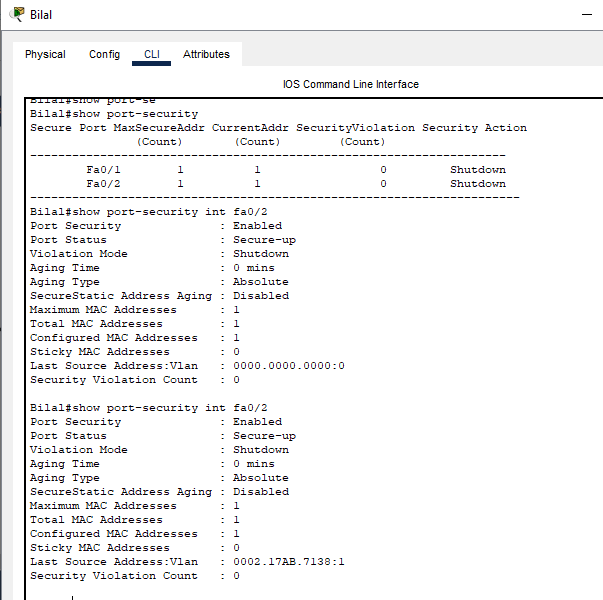 Bilal
Physical Config CLI Attributes
IOS Command Line Interface
Bilal#show port-se
Bilal#show port-security
Secure Port MaxSecureAddr CurrentAddr SecurityViolation Security Action
(Count) (Count) (Count)
--------------------------------------------------------------------
Fa0/1 1 1 0 Shutdown
Fa0/2 1 1 0 Shutdown
----------------------------------------------------------------------
Bilal#show port-security int fa0/2
Port Security : Enabled
Port Status : Secure-up
Violation Mode : Shutdown
Aging Time : 0 mins
Aging Type : Absolute
SecureStatic Address Aging : Disabled
Maximum MAC Addresses : 1
Total MAC Addresses : 1
Configured MAC Addresses : 1
Sticky MAC Addresses : 0
Last Source Address:Vlan : 0000.0000.0000:0
Security Violation Count : 0
Bilal#show port-security int fa0/2
Port Security : Enabled
Port Status : Secure-up
Violation Mode : Shutdown
Aging Time : 0 mins
Aging Type : Absolute
SecureStatic Address Aging : Disabled
Maximum MAC Addresses : 1
Total MAC Addresses : 1
Configured MAC Addresses : 1
Sticky MAC Addresses : 0
Last Source Address:Vlan : 0002.17AB.7138:1
Security Violation Count : 0